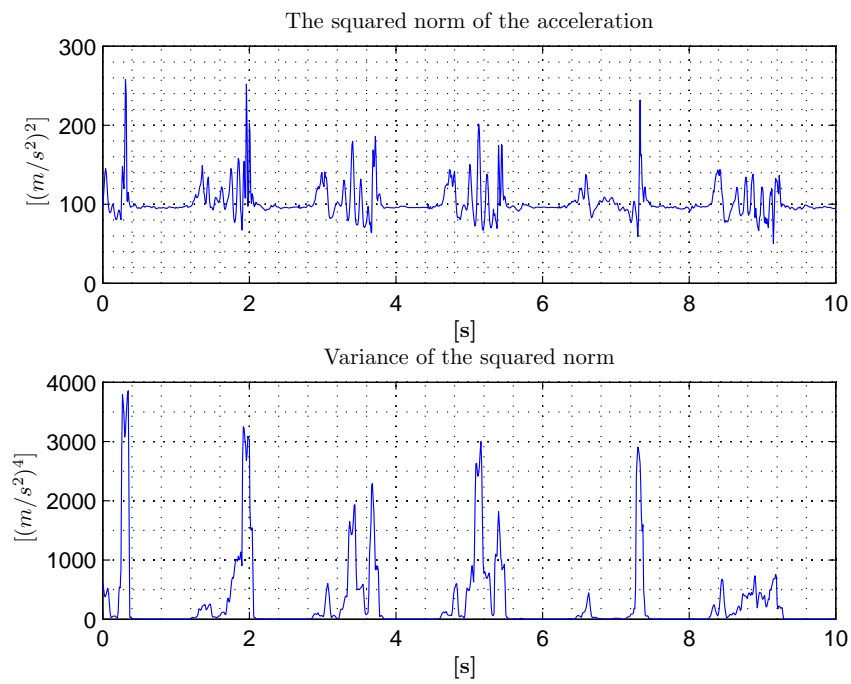 The squared norm of the acceleration
300
200
100
0
[(m/s²)²]
0 2 4 6 8 10
[s]
Variance of the squared norm
4000
3000
2000
1000
0
[(m/s²)⁴]
0 2 4 6 8 10
[s]